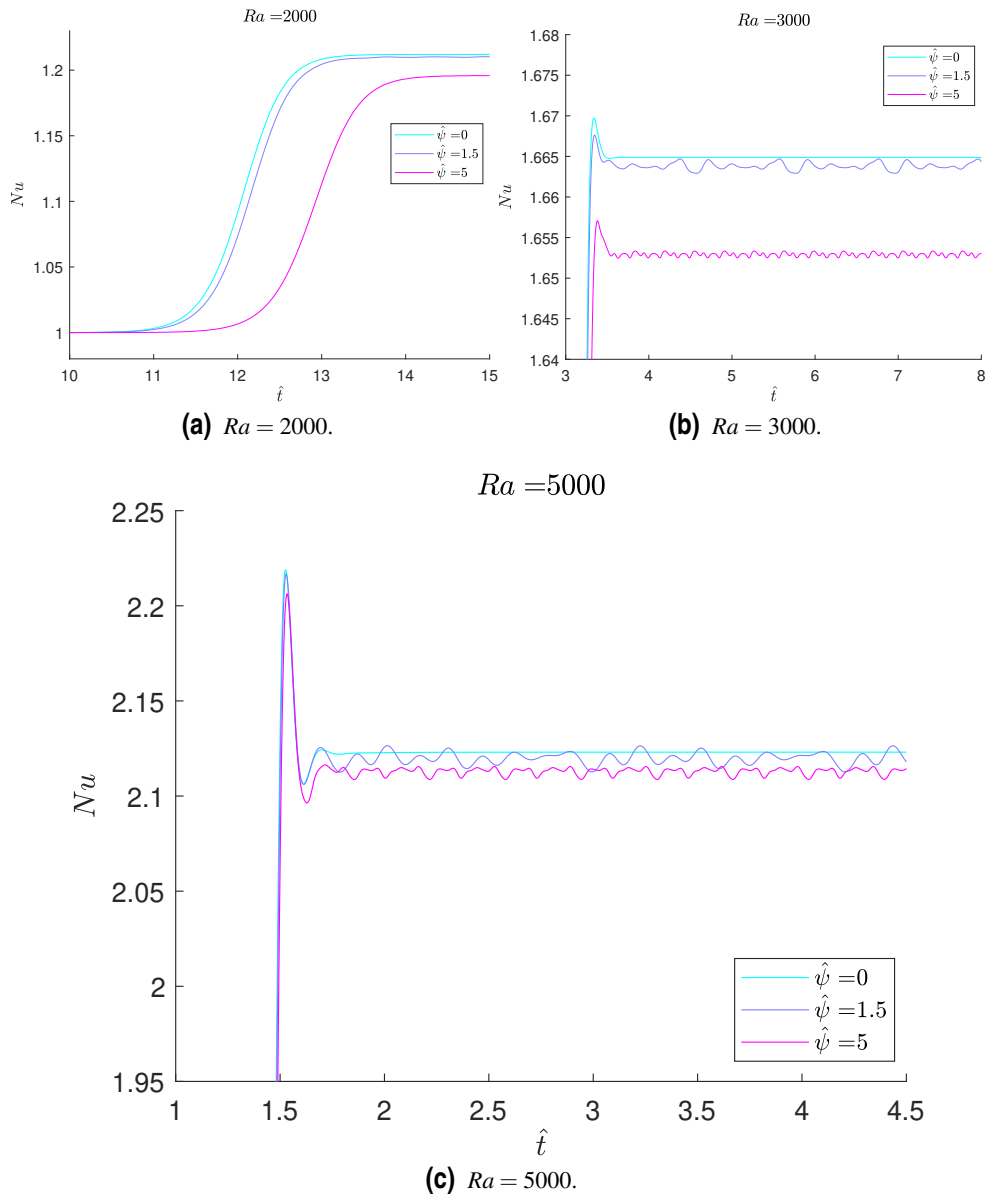 Ra =2000
Nu
1.2
1.15
1.1
1.05
1
10 11 12 13 14 15
t̂
ψ̂ =0
ψ̂ =1.5
ψ̂ =5
(a) Ra = 2000.
Ra =3000
Nu
1.68
1.675
1.67
1.665
1.66
1.655
1.65
1.645
1.64
3 4 5 6 7 8
t̂
ψ̂ =0
ψ̂ =1.5
ψ̂ =5
(b) Ra = 3000.
Ra =5000
Nu
2.25
2.2
2.15
2.1
2.05
2
1.95
1 1.5 2 2.5 3 3.5 4 4.5
t̂
ψ̂ =0
ψ̂ =1.5
ψ̂ =5
(c) Ra = 5000.